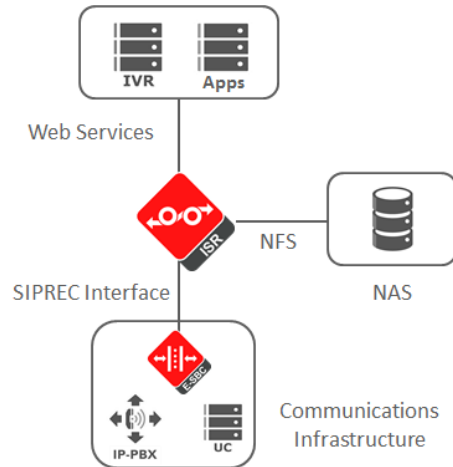 IVR
Apps
Web Services
ISR
NFS
NAS
SIPREC Interface
E-SBC
IP-PBX
UC
Communications
Infrastructure